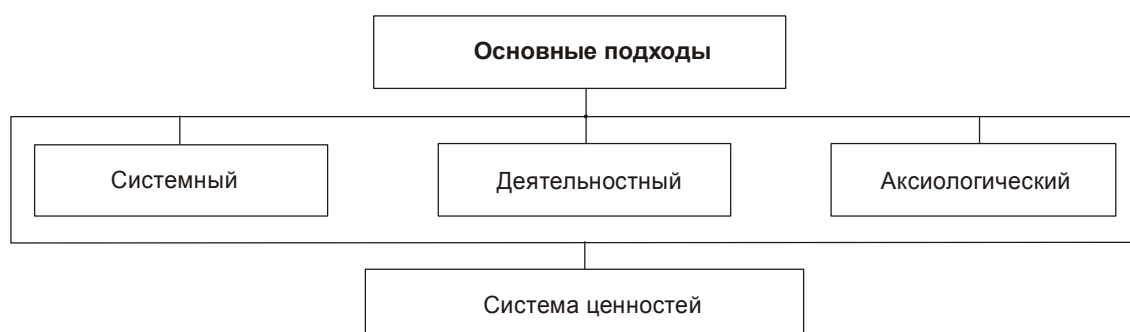 Основные подходы
Системный
Деятельностный
Аксиологический
Система ценностей